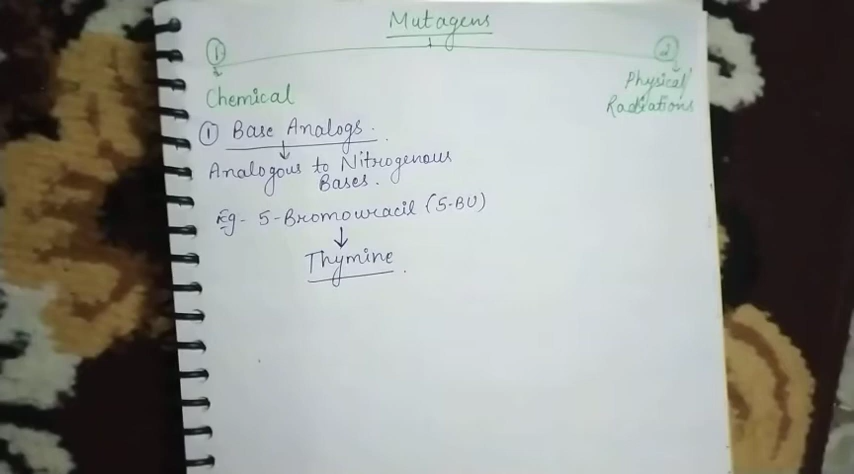 Mutagens
① ②
Chemical
Physical/
Radiations
① Base Analogs.
Analogous to Nitrogenous
Bases.
Eg- 5-Bromouracil (5-BU)
Thymine.